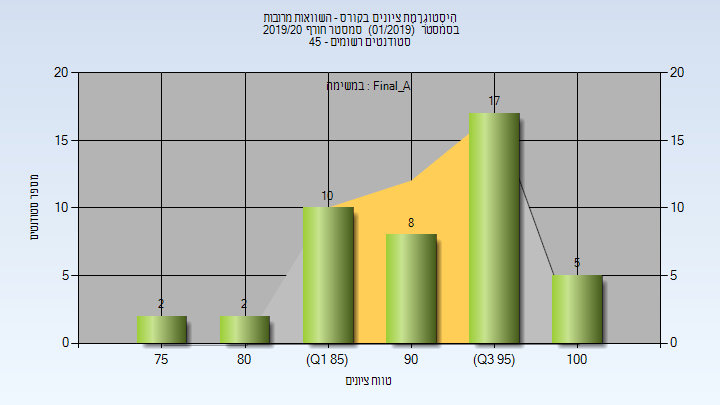 היסטוגרמת ציונים בקורס - השוואות מרובות
בסמסטר (01/2019) סמסטר חורף 2019/20
סטודנטים רשומים - 45
במשימה : Final_A
20
15
10
5
0
20
15
10
5
0
מספר סטודנטים
2
2
10
8
17
5
75
80
(Q1 85)
90
(Q3 95)
100
טווח ציונים